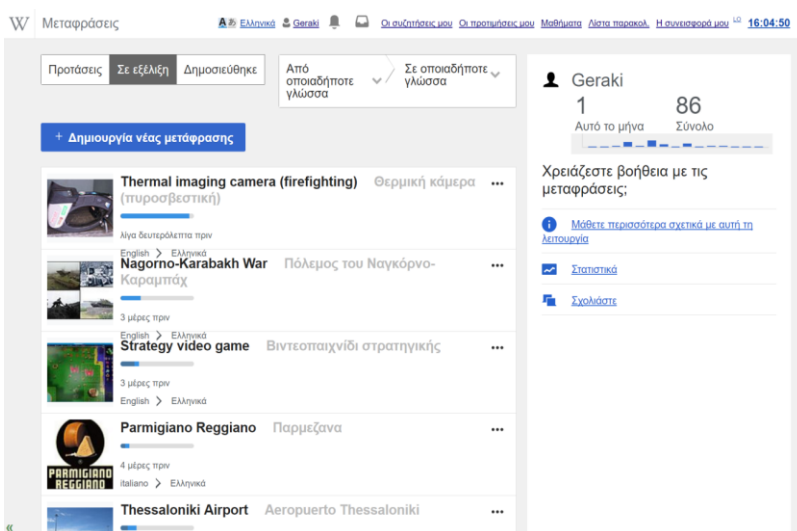 W Μεταφράσεις Ελληνικά Geraki Οι συζητήσεις μου Οι προτιμήσεις μου Μαθήματα Λίστα παρακολ. Η συνεισφορά μου LO 16:04:50
Προτάσεις Σε εξέλιξη Δημοσιεύθηκε
Από οποιαδήποτε γλώσσα
Σε οποιαδήποτε γλώσσα
+ Δημιουργία νέας μετάφρασης
Thermal imaging camera (firefighting) Θερμική κάμερα
(πυροσβεστική)
λίγα δευτερόλεπτα πριν
English > Ελληνικά
Nagorno-Karabakh War Πόλεμος του Ναγκόρνο-
Καραμπάχ
3 μέρες πριν
English > Ελληνικά
Strategy video game Βιντεοπαιχνίδι στρατηγικής
3 μέρες πριν
English > Ελληνικά
Parmigiano Reggiano Παρμεζανα
PARMIGIANO
REGGIANO
4 μέρες πριν
italiano > Ελληνικά
Thessaloniki Airport Aeropuerto Thessaloniki
Geraki
1 86
Αυτό το μήνα Σύνολο
Χρειάζεστε βοήθεια με τις
μεταφράσεις;
Μάθετε περισσότερα σχετικά με αυτή τη
λειτουργία
Στατιστικά
Σχολιάστε
«